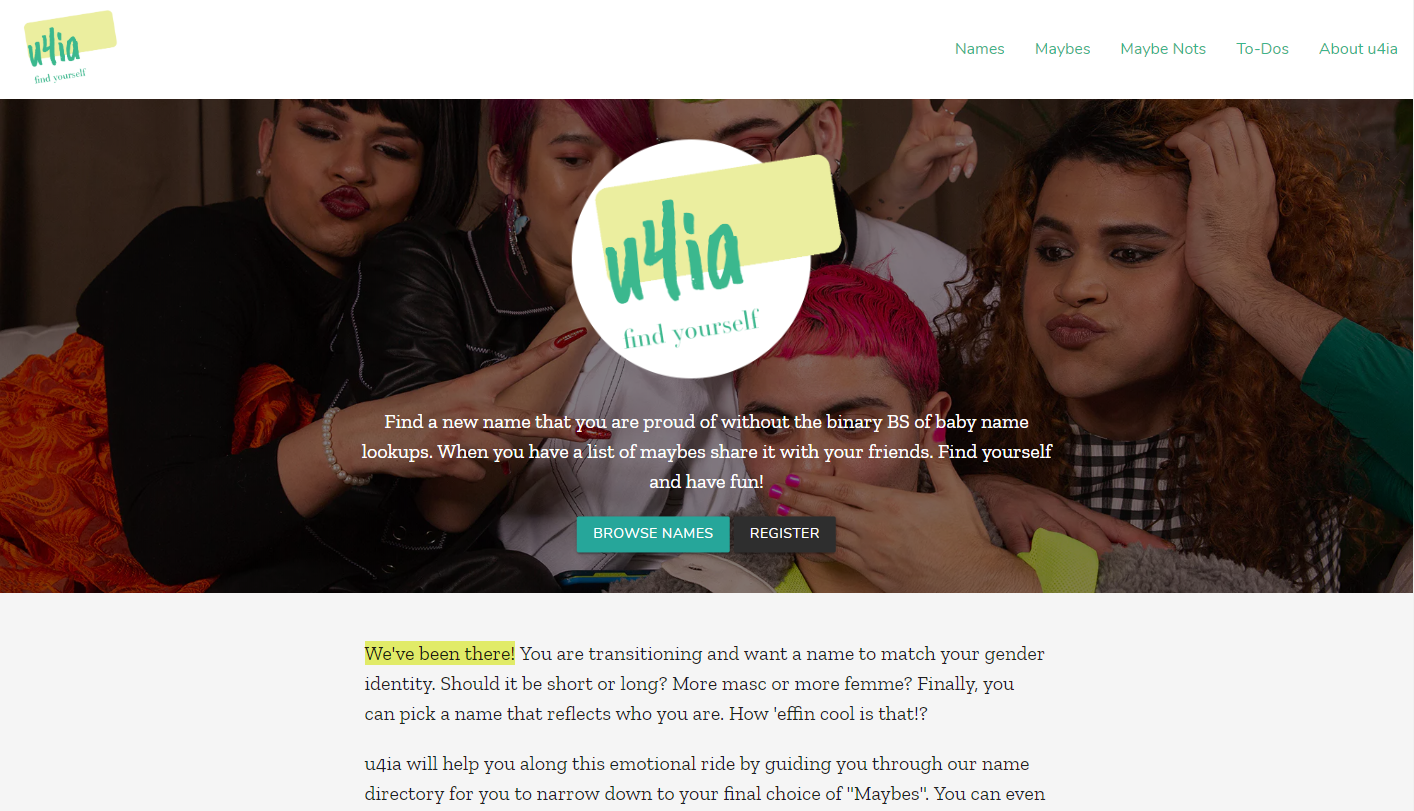 u4ia
find yourself
Names Maybes Maybe Nots To-Dos About u4ia
u4ia
find yourself
Find a new name that you are proud of without the binary BS of baby name
lookups. When you have a list of maybes share it with your friends. Find yourself
and have fun!
BROWSE NAMES REGISTER
We've been there! You are transitioning and want a name to match your gender
identity. Should it be short or long? More masc or more femme? Finally, you
can pick a name that reflects who you are. How 'effin cool is that!?
u4ia will help you along this emotional ride by guiding you through our name
directory for you to narrow down to your final choice of "Maybes". You can even